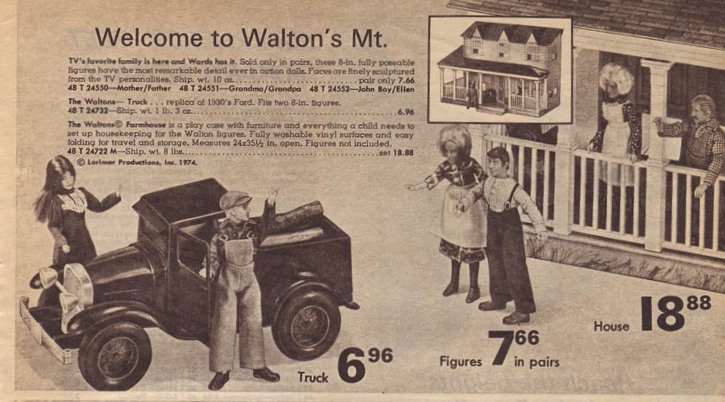 Welcome to Walton's Mt.
TV's favorite family is here and Wards has it. Sold only in pairs, these 8-in. fully poseable
figures have the most remarkable detail ever in action dolls. Faces are finely sculptured
from the TV personalities. Ship. wt. 10 oz. .................... pair only 7.66
48 T 24550—Mother/Father 48 T 24551—Grandma/Grandpa 48 T 24552—John Boy/Ellen
The Waltons— Truck . . . replica of 1930's Ford. Fits two 8-in. figures.
48 T 24732—Ship. wt. 1 lb. 3 oz. .................... 6.96
The Waltons© Farmhouse is a play case with furniture and everything a child needs to
set up housekeeping for the Walton figures. Fully washable vinyl surfaces and easy
folding for travel and storage. Measures 24x35½ in. open. Figures not included.
48 T 24722 M—Ship. wt. 8 lbs. .................... set 18.88
© Lorimar Productions, Inc. 1974.
Truck 6 96
Figures 7 66 in pairs
House 18 88